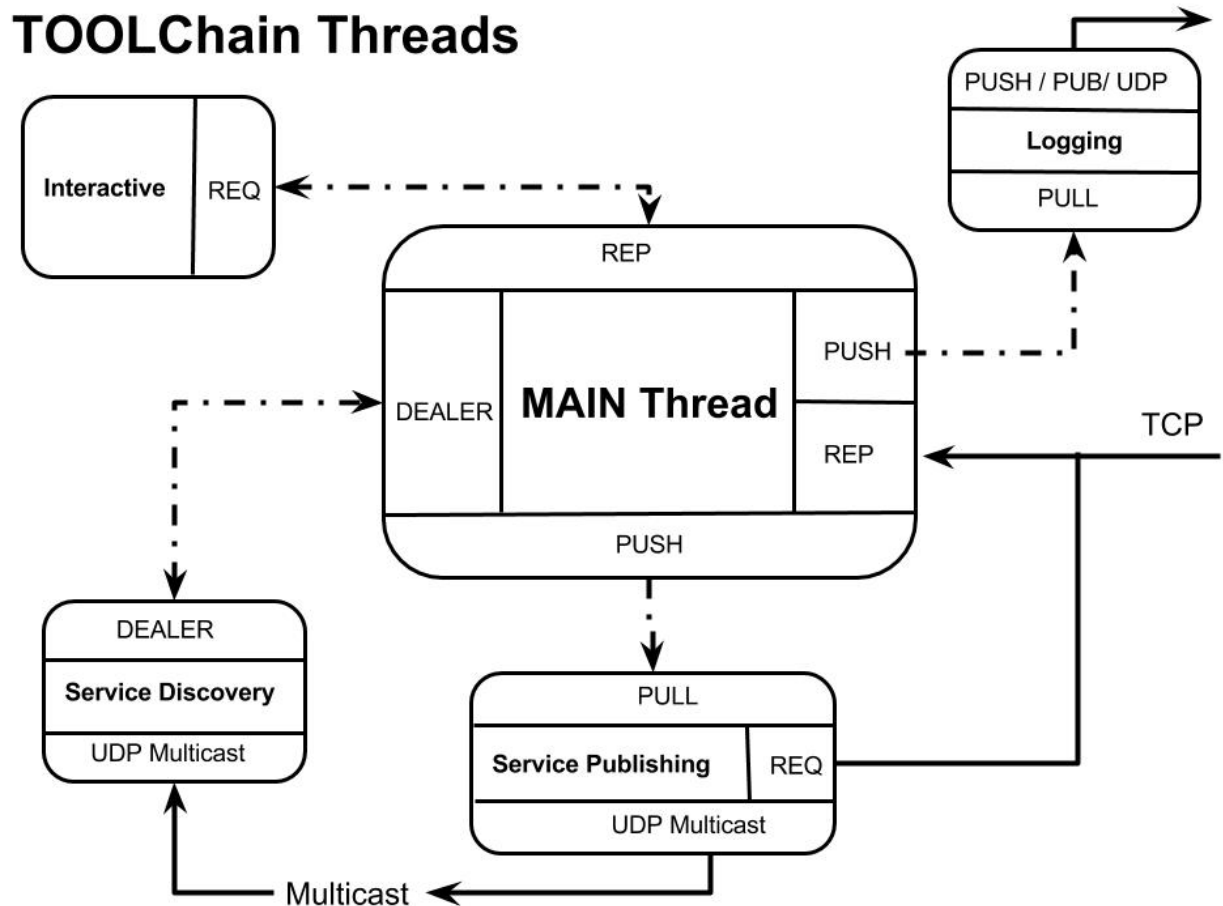 TOOLChain Threads
PUSH / PUB/ UDP
Logging
PULL
Interactive
REQ
REP
PUSH
DEALER
MAIN Thread
REP
TCP
PUSH
DEALER
Service Discovery
UDP Multicast
PULL
Service Publishing
REQ
UDP Multicast
Multicast